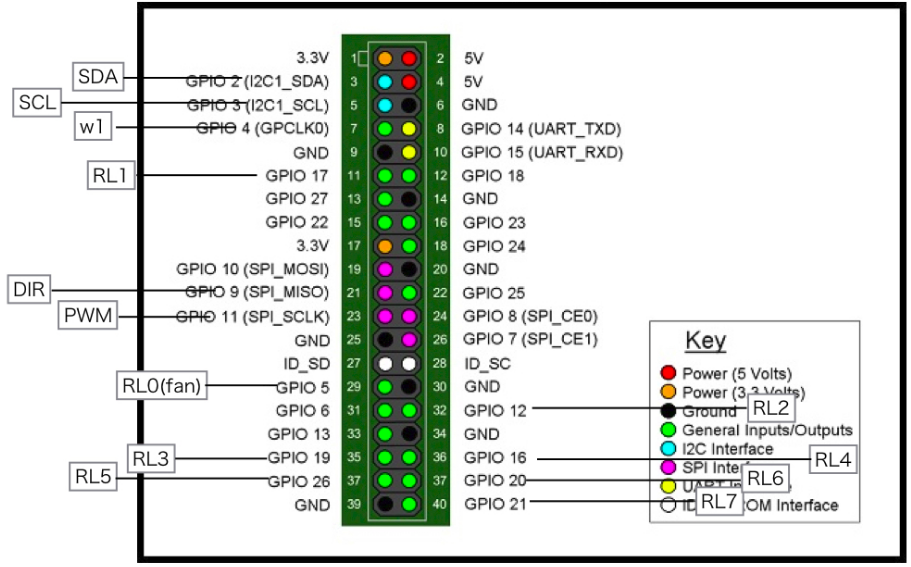 3.3V 1 2 5V
SDA GPIO 2 (I2C1_SDA) 3 4 5V
SCL GPIO 3 (I2C1_SCL) 5 6 GND
w1 GPIO 4 (GPCLK0) 7 8 GPIO 14 (UART_TXD)
GND 9 10 GPIO 15 (UART_RXD)
RL1 GPIO 17 11 12 GPIO 18
GPIO 27 13 14 GND
GPIO 22 15 16 GPIO 23
3.3V 17 18 GPIO 24
GPIO 10 (SPI_MOSI) 19 20 GND
DIR GPIO 9 (SPI_MISO) 21 22 GPIO 25
PWM GPIO 11 (SPI_SCLK) 23 24 GPIO 8 (SPI_CE0)
GND 25 26 GPIO 7 (SPI_CE1)
ID_SD 27 28 ID_SC
RL0(fan) GPIO 5 29 30 GND
GPIO 6 31 32 GPIO 12 RL2
GPIO 13 33 34 GND
RL3 GPIO 19 35 36 GPIO 16 RL4
RL5 GPIO 26 37 37 GPIO 20 RL6
GND 39 40 GPIO 21 RL7
Key
Power (5 Volts)
Power (3.3 Volts)
Ground
General Inputs/Outputs
I2C Interface
SPI
OM Interface